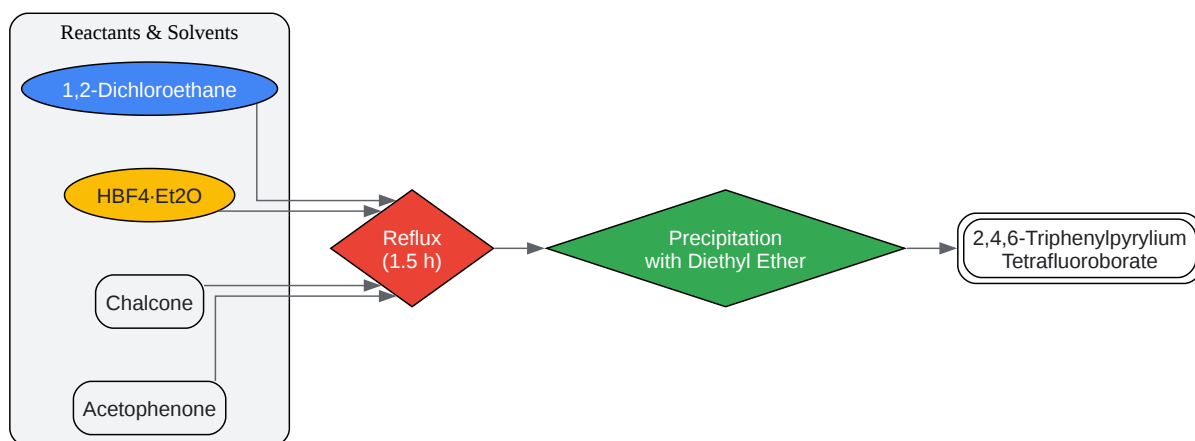 Reactants & Solvents
1,2-Dichloroethane
HBF4·Et2O
Chalcone
Acetophenone
Reflux
(1.5 h)
Precipitation
with Diethyl Ether
2,4,6-Triphenylpyrylium
Tetrafluoroborate